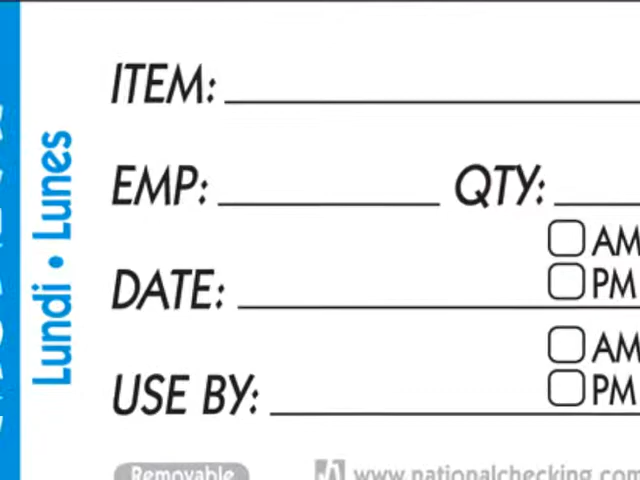 Lundi • Lunes
ITEM:
EMP: QTY:
AM
DATE: PM
AM
USE BY: PM
Removable www.nationalchecking.com